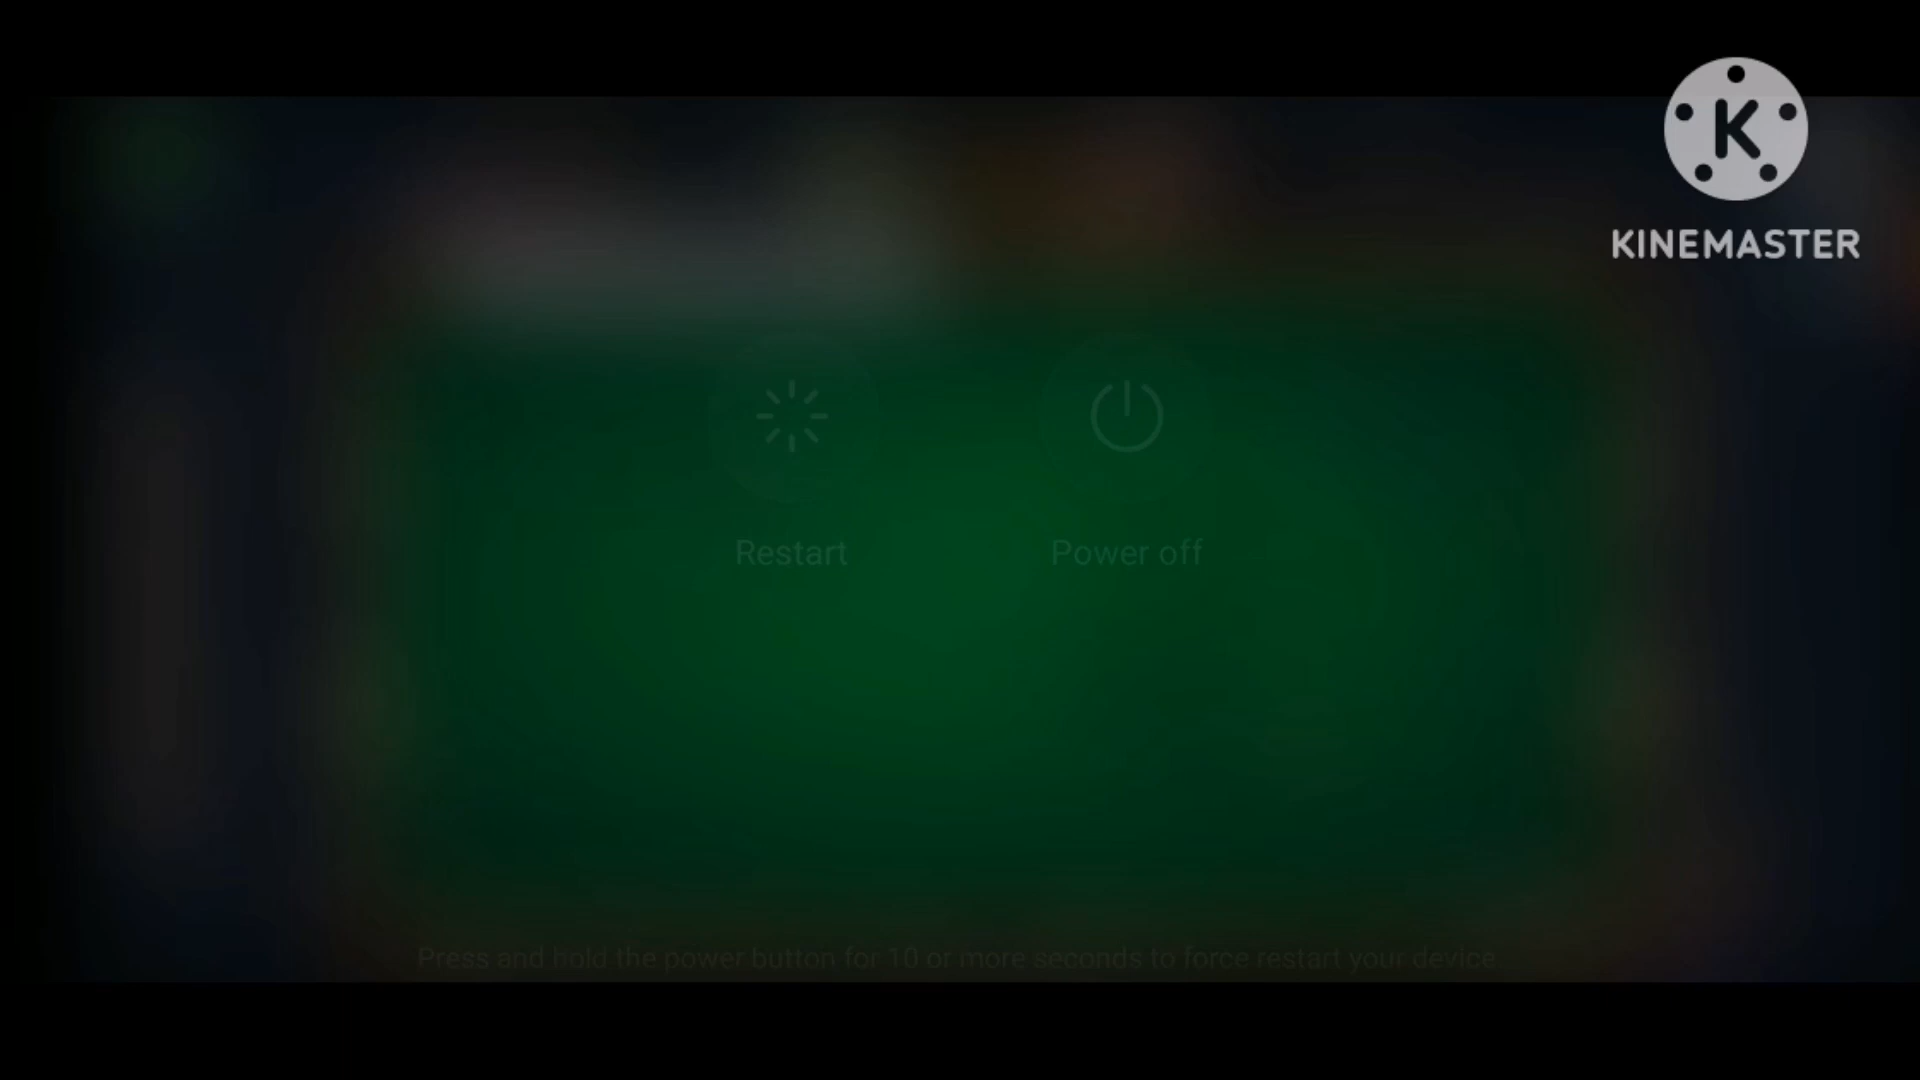 K
KINEMASTER
Restart
Power off
Press and hold the power button for 10 or more seconds to force restart your device